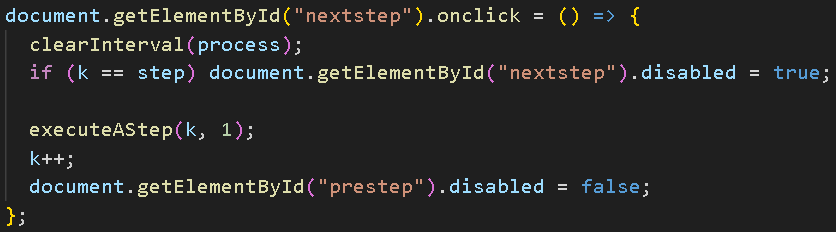 document.getElementById("nextstep").onclick = () => {
  clearInterval(process);
  if (k == step) document.getElementById("nextstep").disabled = true;

  executeAStep(k, 1);
  k++;
  document.getElementById("prestep").disabled = false;
};